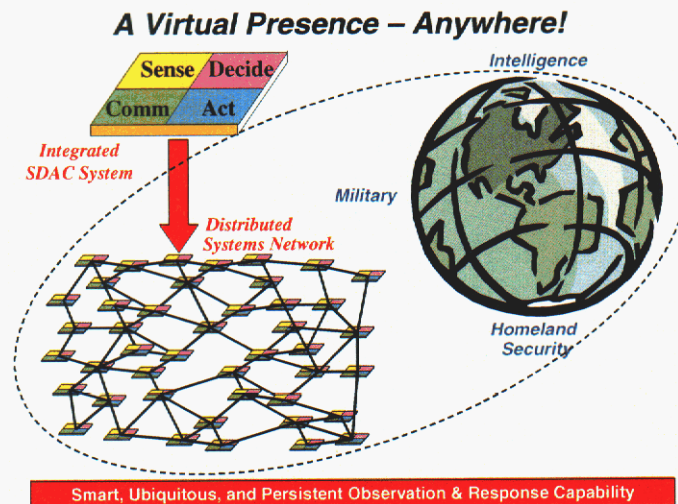 A Virtual Presence – Anywhere!
Sense Decide
Comm Act
Integrated
SDAC System
Distributed
Systems Network
Intelligence
Military
Homeland
Security
Smart, Ubiquitous, and Persistent Observation & Response Capability